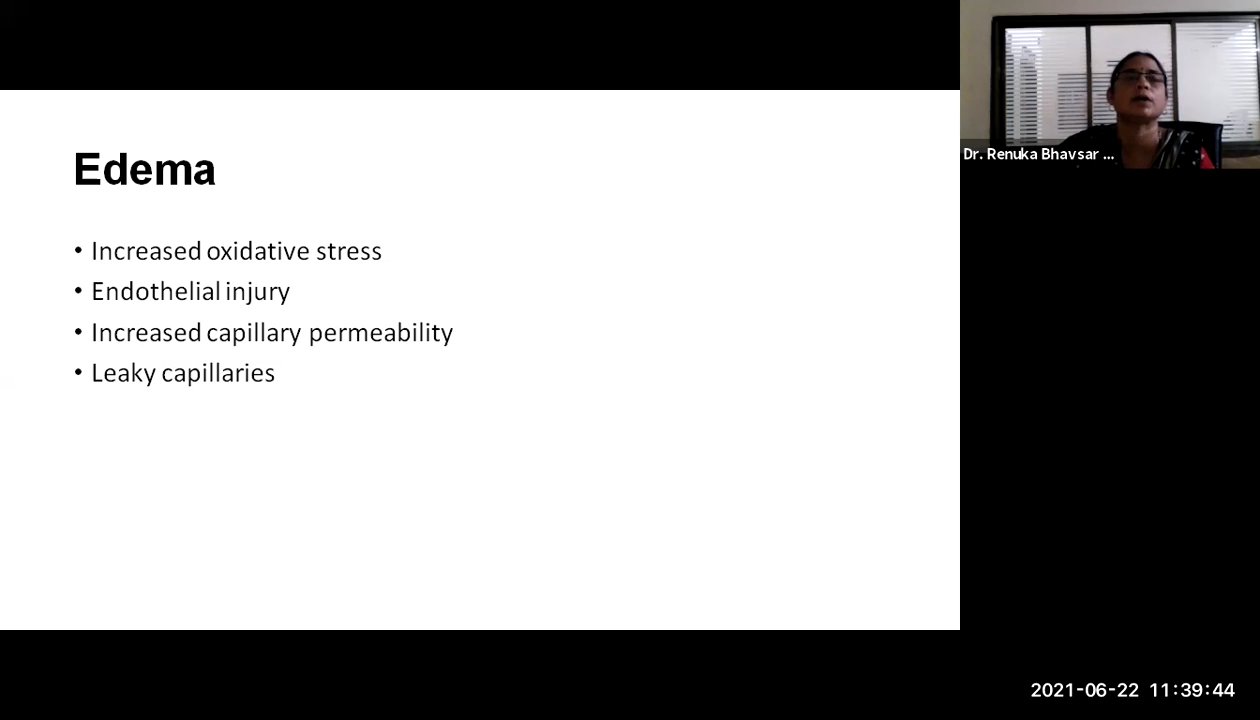 Edema
• Increased oxidative stress
• Endothelial injury
• Increased capillary permeability
• Leaky capillaries
Dr. Renuka Bhavsar ...
2021-06-22 11:39:44